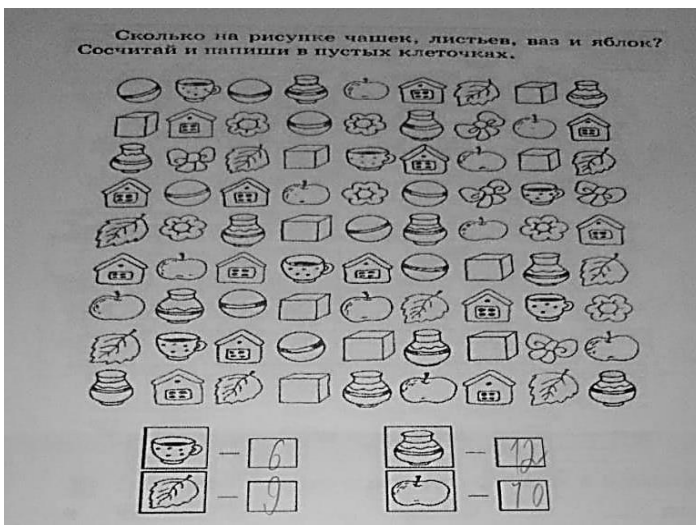 Сколько на рисунке чашек, листьев, ваз и яблок?
Сосчитай и напиши в пустых клеточках.
– 6
– 12
– 9
– 10